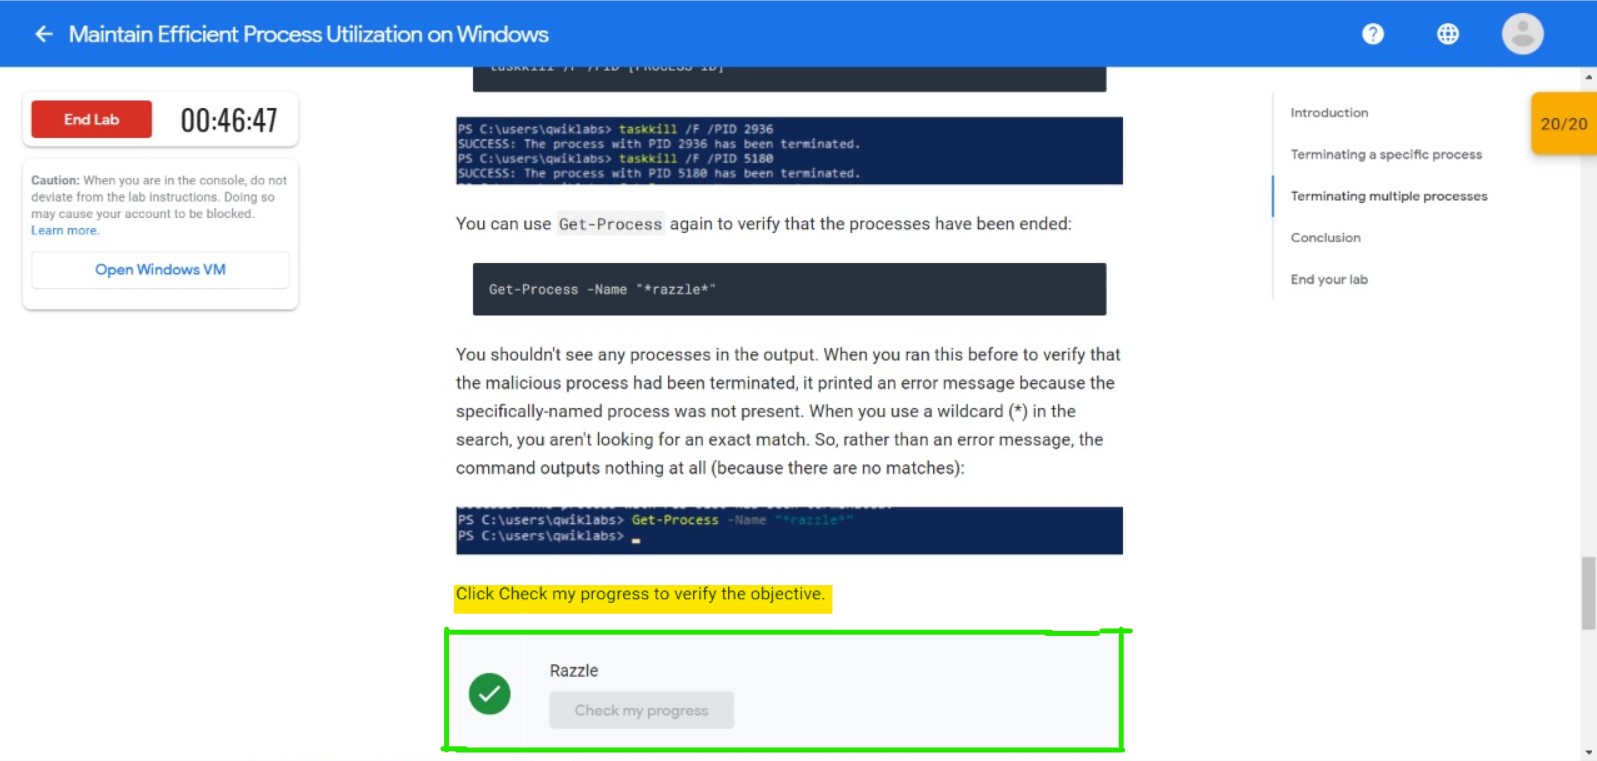 Maintain Efficient Process Utilization on Windows
taskkill /F /PID [PROCESS ID]
End Lab
00:46:47
Caution: When you are in the console, do not
deviate from the lab instructions. Doing so
may cause your account to be blocked.
Learn more.
Open Windows VM
PS C:\users\qwiklabs> taskkill /F /PID 2936
SUCCESS: The process with PID 2936 has been terminated.
PS C:\users\qwiklabs> taskkill /F /PID 5180
SUCCESS: The process with PID 5180 has been terminated.
You can use Get-Process again to verify that the processes have been ended:
Get-Process -Name "*razzle*"
You shouldn't see any processes in the output. When you ran this before to verify that
the malicious process had been terminated, it printed an error message because the
specifically-named process was not present. When you use a wildcard (*) in the
search, you aren't looking for an exact match. So, rather than an error message, the
command outputs nothing at all (because there are no matches):
PS C:\users\qwiklabs> Get-Process -Name "*razzle*"
PS C:\users\qwiklabs>
Click Check my progress to verify the objective.
Razzle
Check my progress
Introduction
Terminating a specific process
Terminating multiple processes
Conclusion
End your lab
20/20